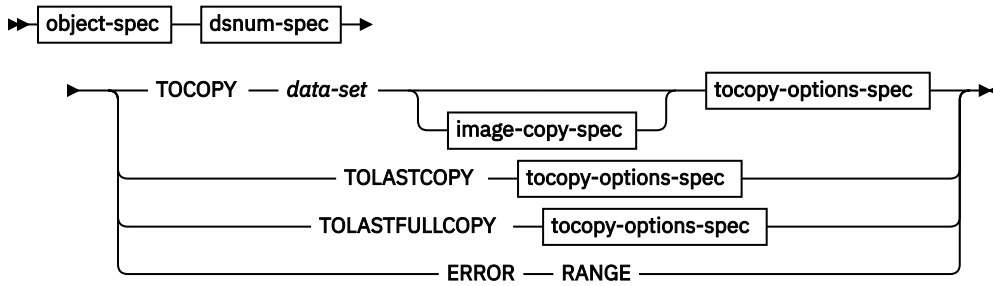 object-spec dsnum-spec
TOCOPY data-set tocopy-options-spec
image-copy-spec
TOLASTCOPY tocopy-options-spec
TOLASTFULLCOPY tocopy-options-spec
ERROR RANGE